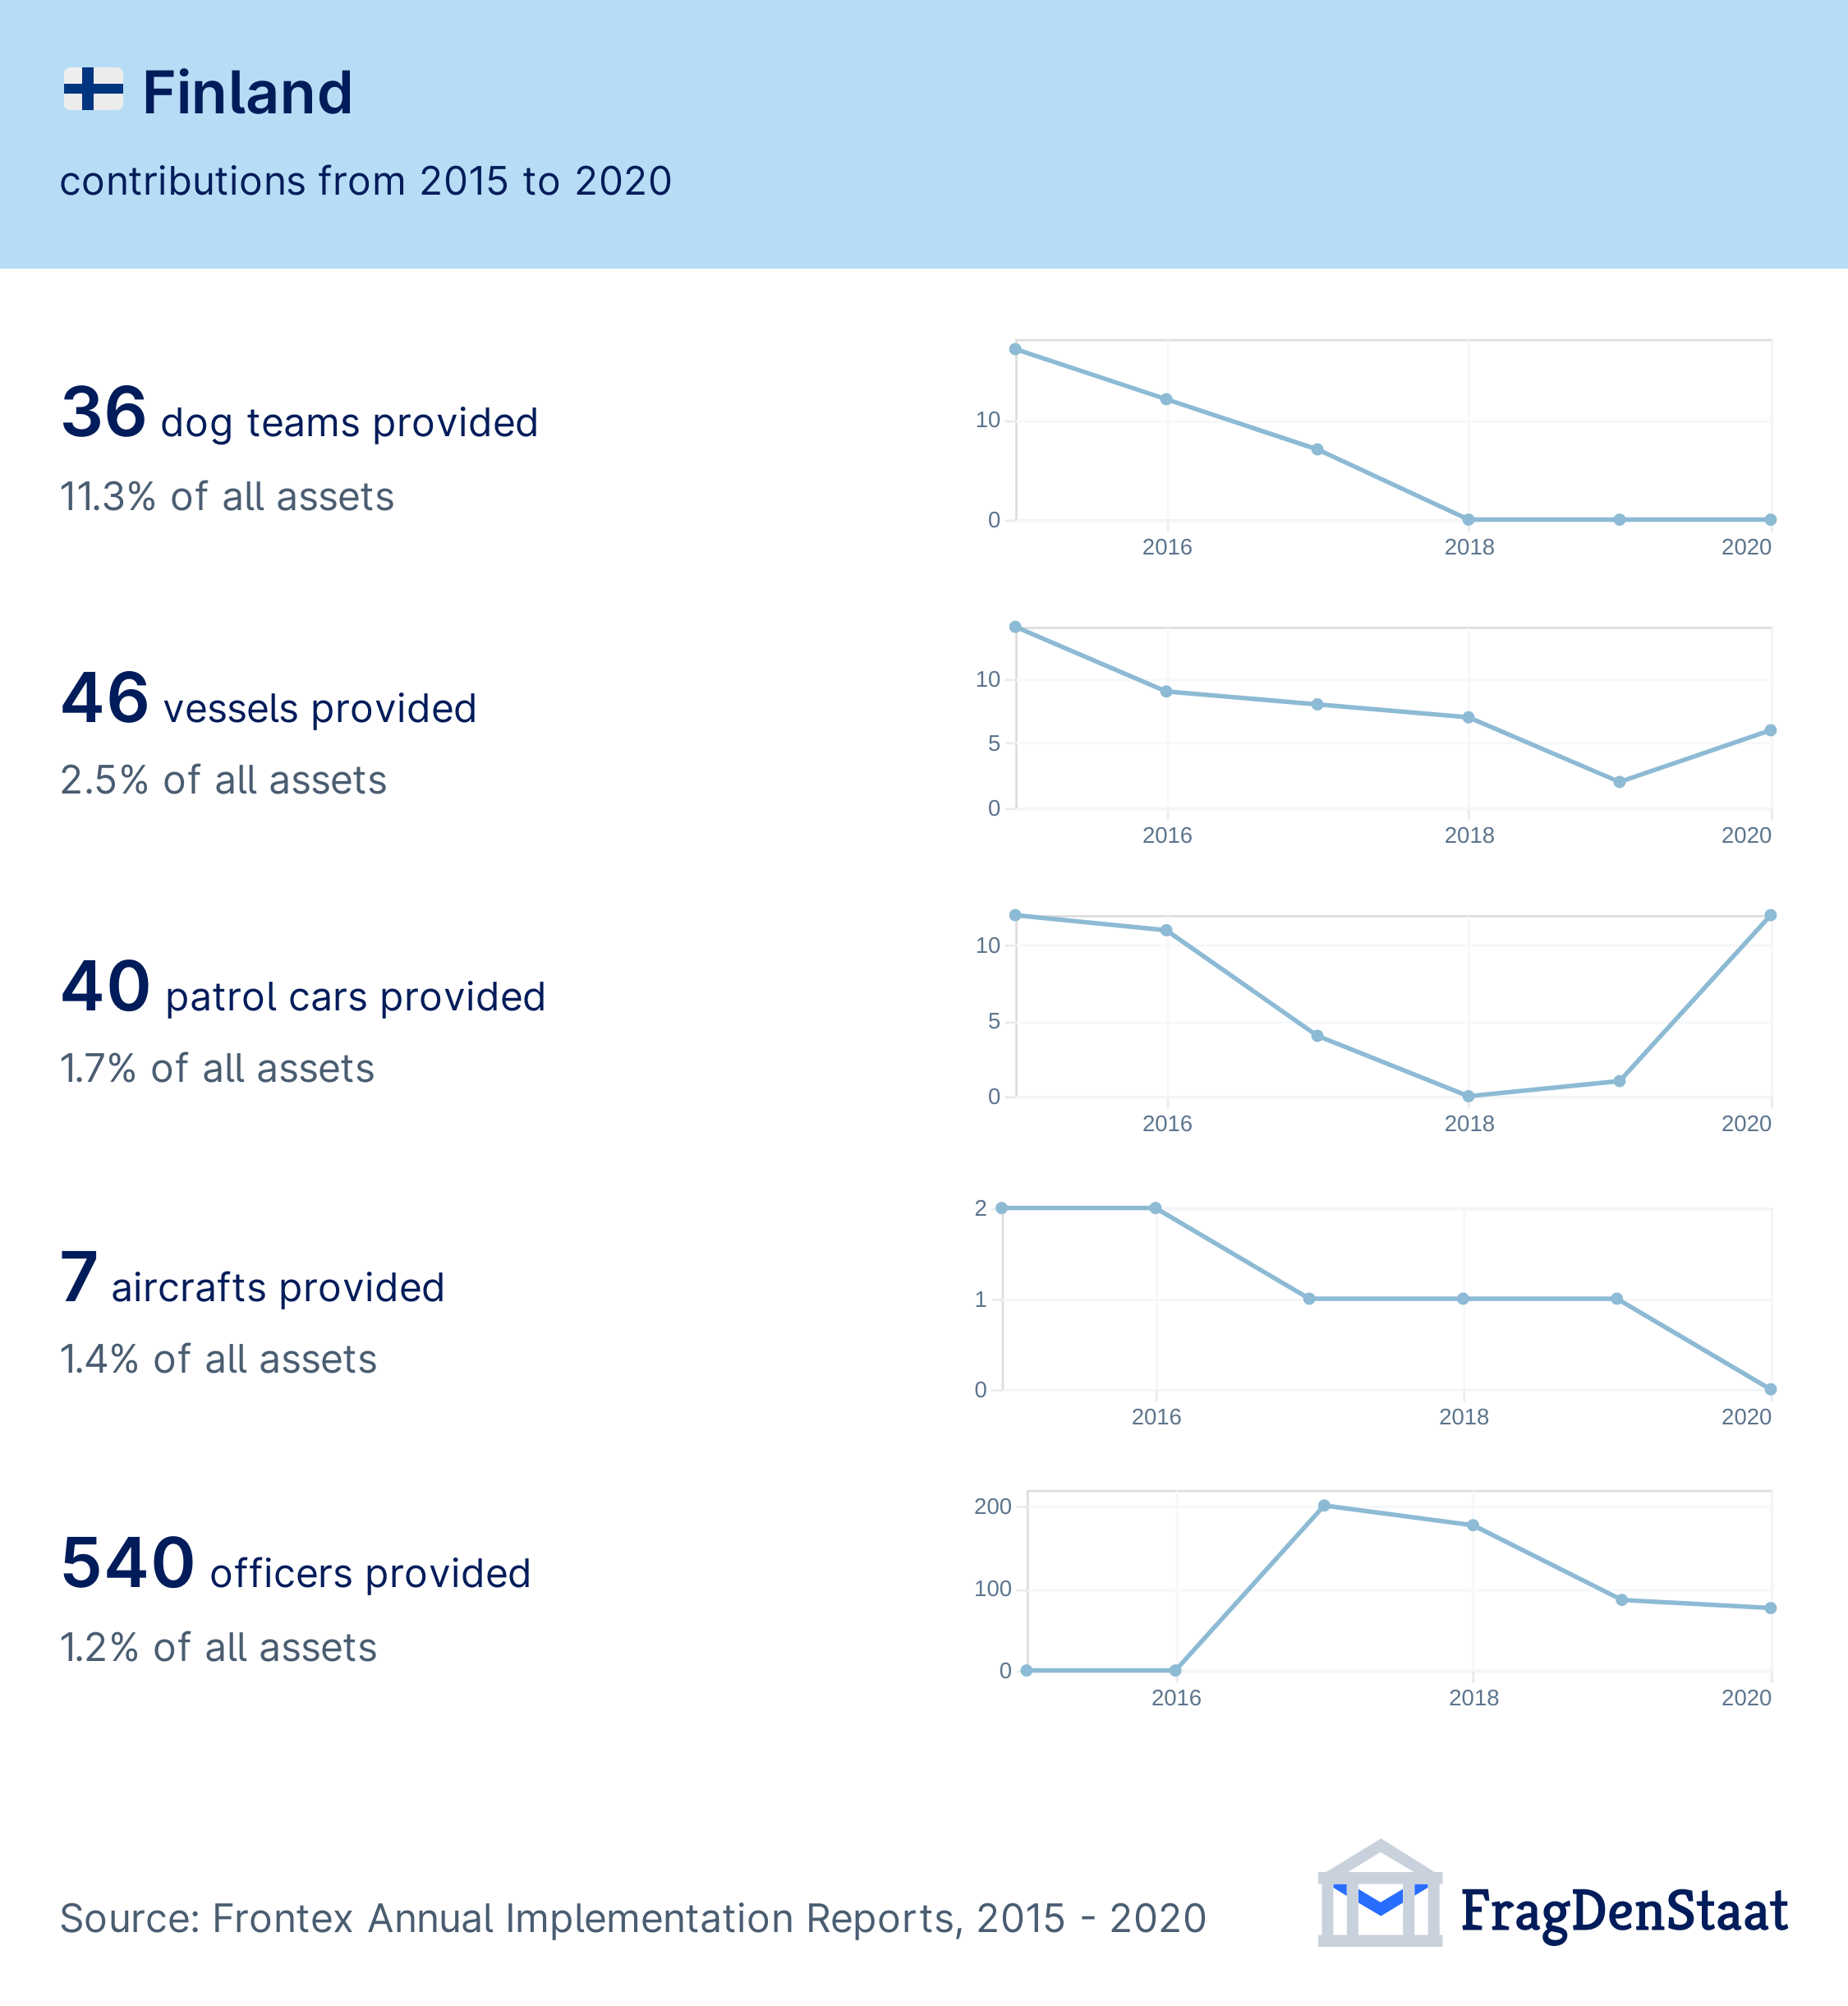 Finland
contributions from 2015 to 2020
36 dog teams provided
11.3% of all assets
10
0
2016 2018 2020
46 vessels provided
2.5% of all assets
10
5
0
2016 2018 2020
40 patrol cars provided
1.7% of all assets
10
5
0
2016 2018 2020
7 aircrafts provided
1.4% of all assets
2
1
0
2016 2018 2020
540 officers provided
1.2% of all assets
200
100
0
2016 2018 2020
Source: Frontex Annual Implementation Reports, 2015 - 2020
FragDenStaat